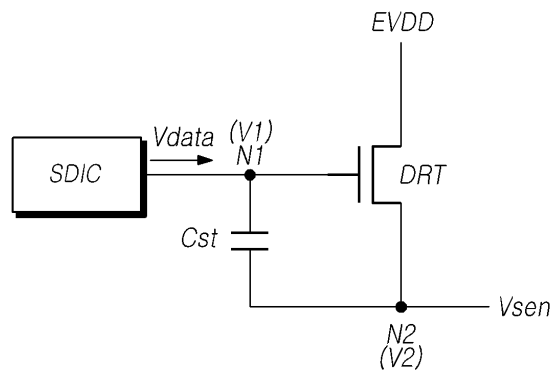 EVDD
Vdata
(V1)
N1
SDIC
DRT
Cst
Vsen
N2
(V2)